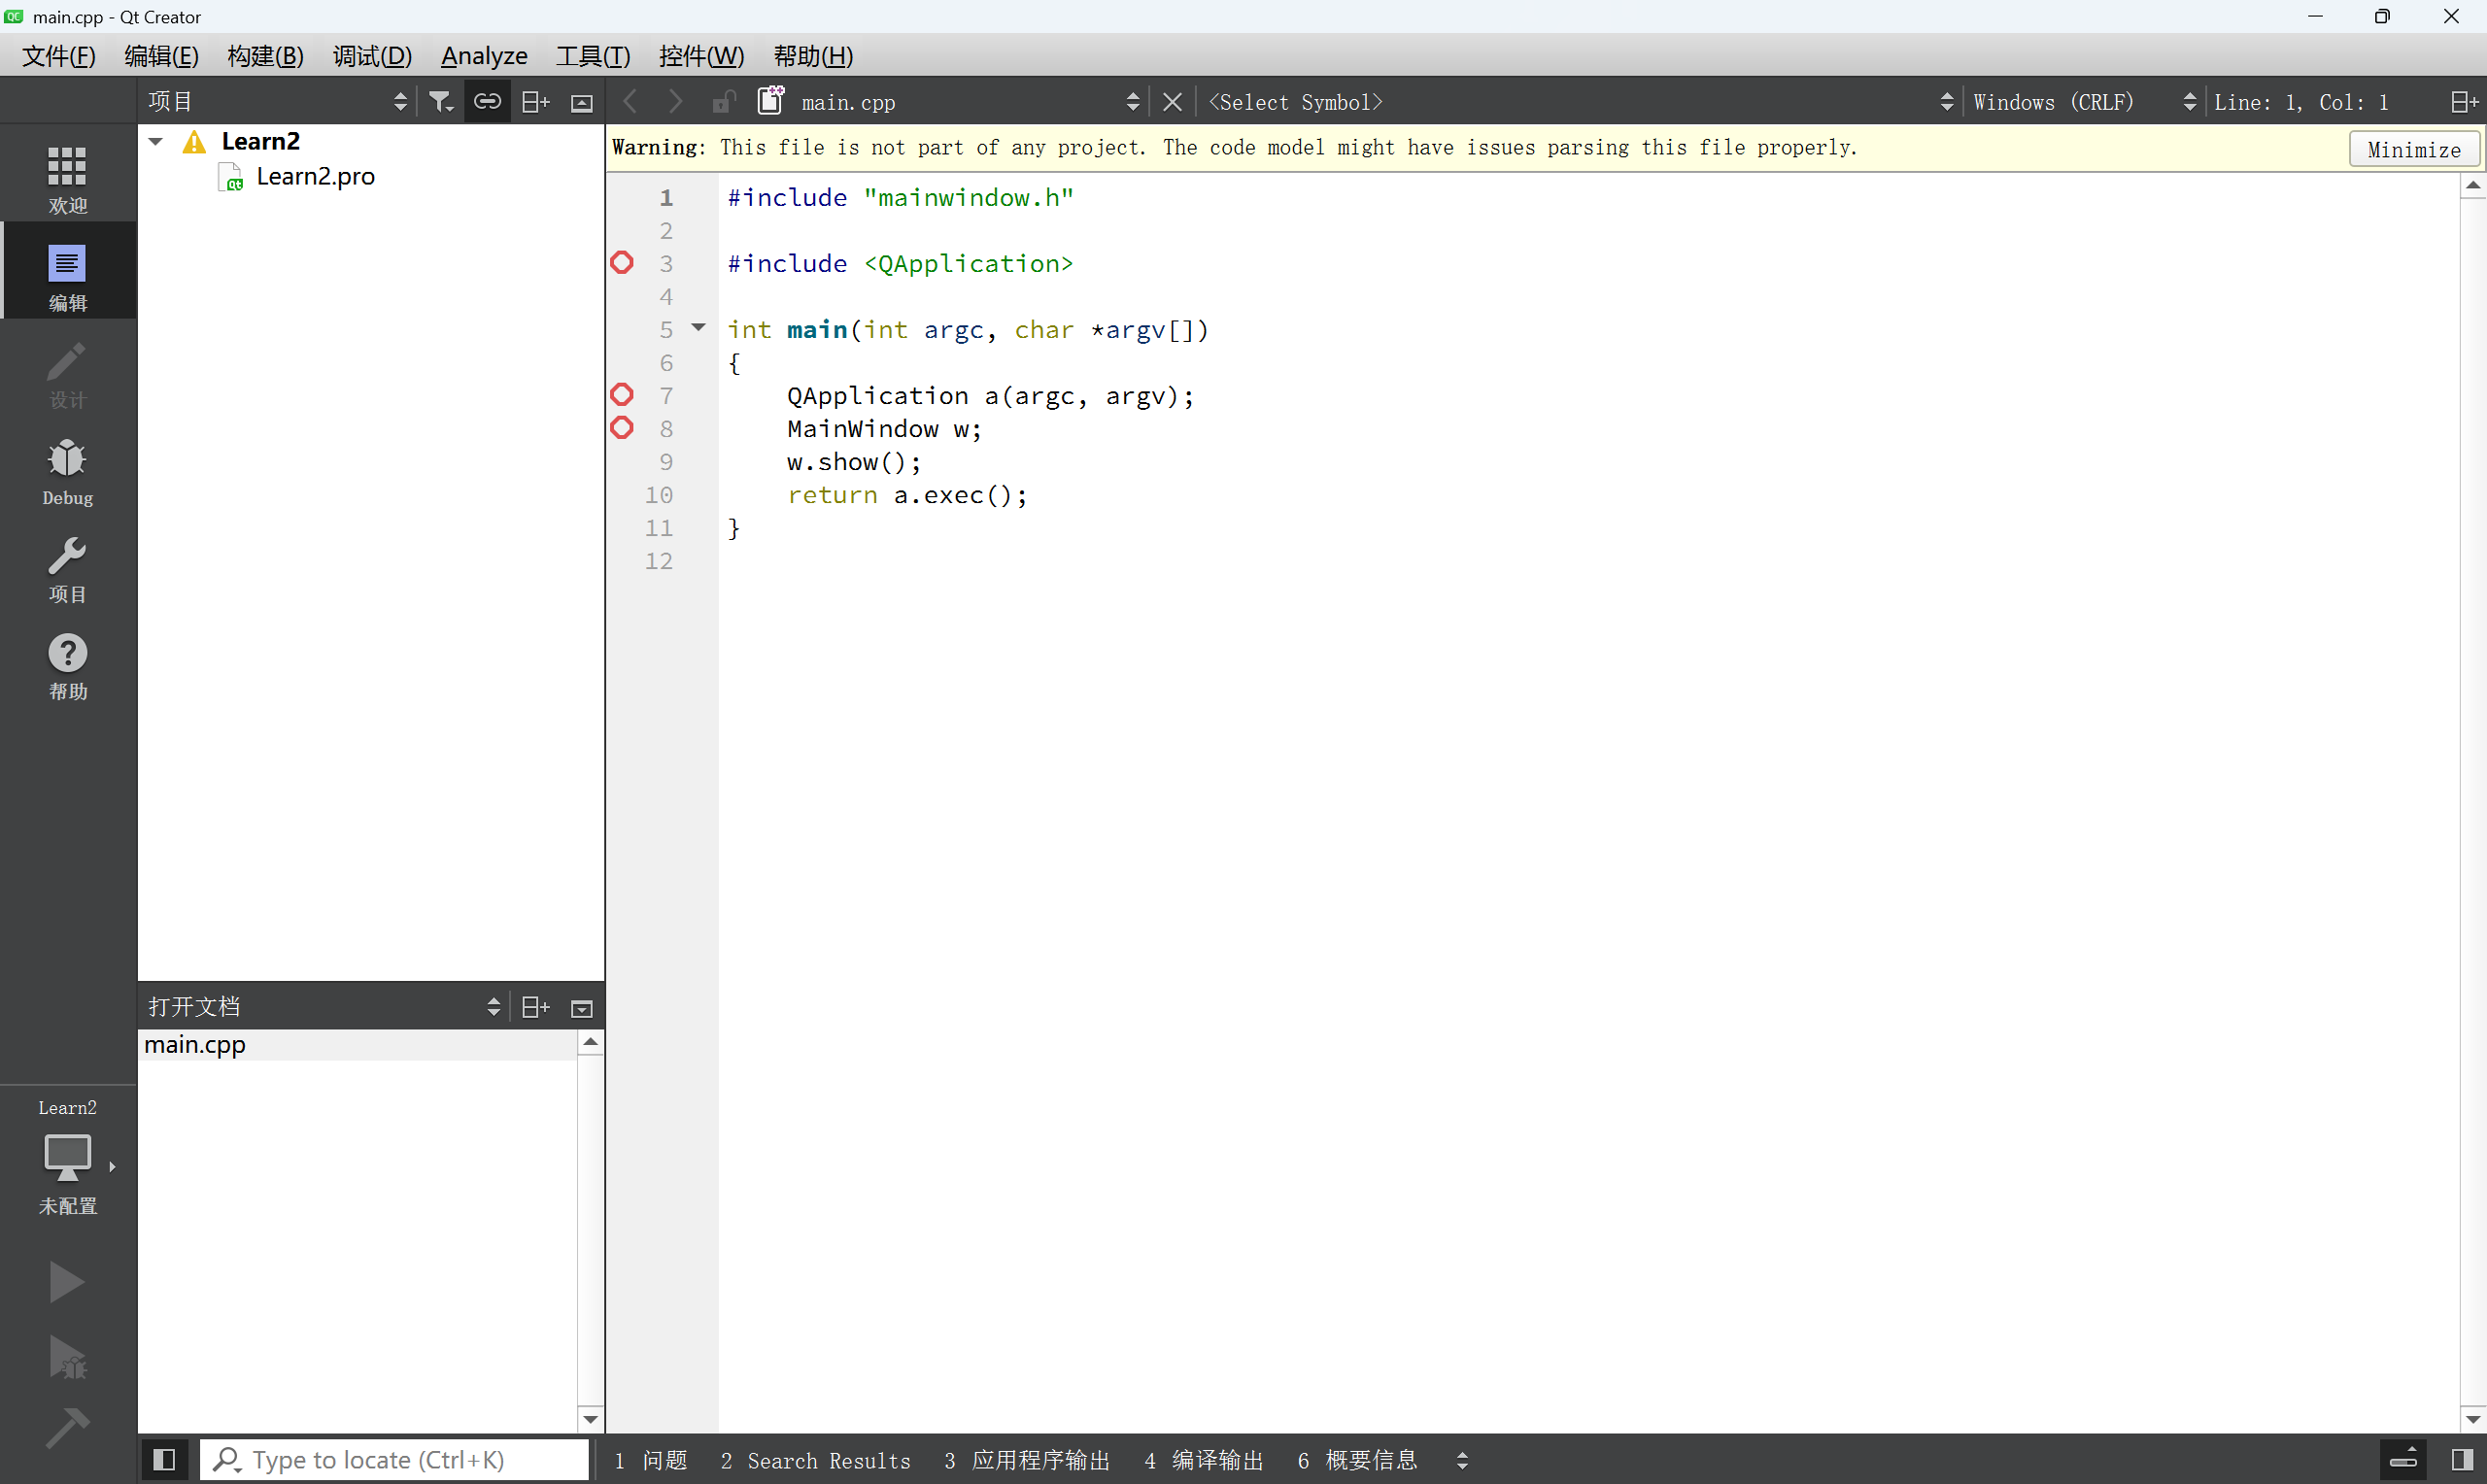 main.cpp - Qt Creator
文件(F) 编辑(E) 构建(B) 调试(D) Analyze 工具(T) 控件(W) 帮助(H)
项目 main.cpp <Select Symbol> Windows (CRLF) Line: 1, Col: 1
欢迎
编辑
设计
Debug
项目
帮助
Learn2
Learn2.pro
Warning: This file is not part of any project. The code model might have issues parsing this file properly. Minimize
1 #include "mainwindow.h"
2
3 #include <QApplication>
4
5 int main(int argc, char *argv[])
6 {
7 QApplication a(argc, argv);
8 MainWindow w;
9 w.show();
10 return a.exec();
11 }
12
打开文档
main.cpp
Learn2
未配置
Type to locate (Ctrl+K) 1 问题 2 Search Results 3 应用程序输出 4 编译输出 6 概要信息